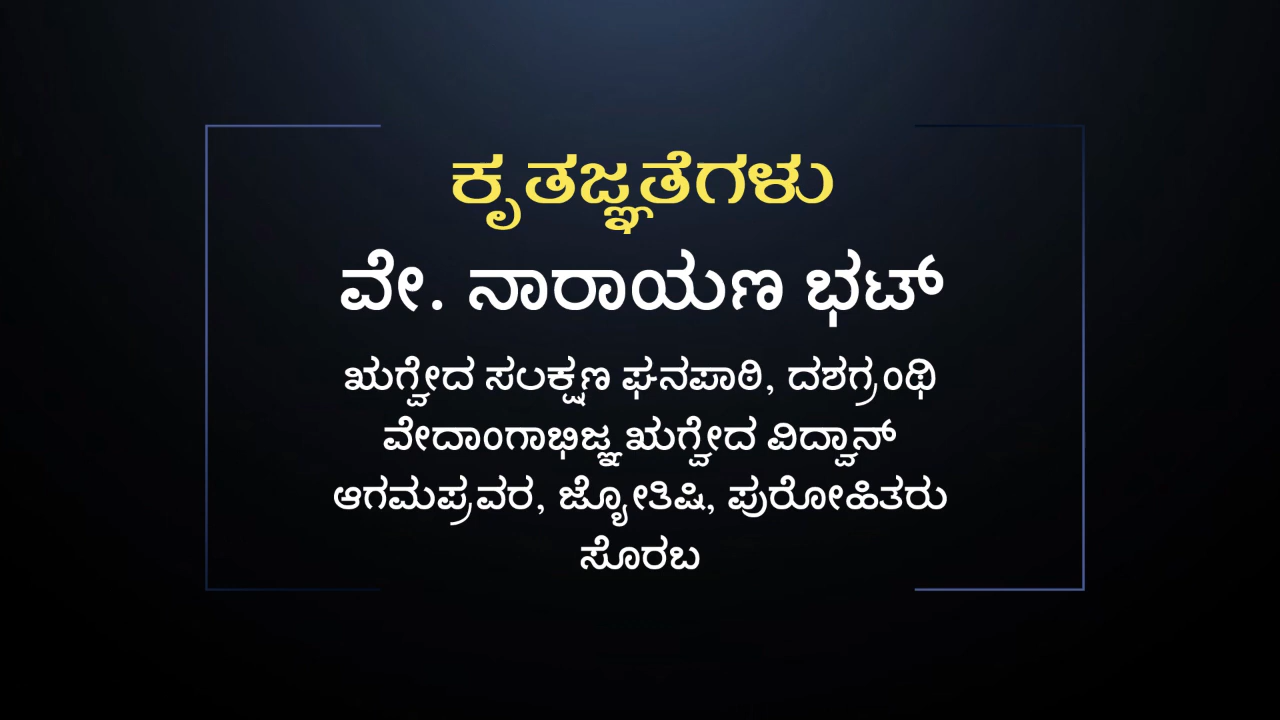 ಕೃತಜ್ಞತೆಗಳು
ವೇ. ನಾರಾಯಣ ಭಟ್
ಋಗ್ವೇದ ಸಲಕ್ಷಣ ಘನಪಾಠಿ, ದಶಗ್ರಂಥಿ
ವೇದಾಂಗಾಭಿಜ್ಞ ಋಗ್ವೇದ ವಿದ್ವಾನ್
ಆಗಮಪ್ರವರ, ಜ್ಯೋತಿಷಿ, ಪುರೋಹಿತರು
ಸೊರಬ